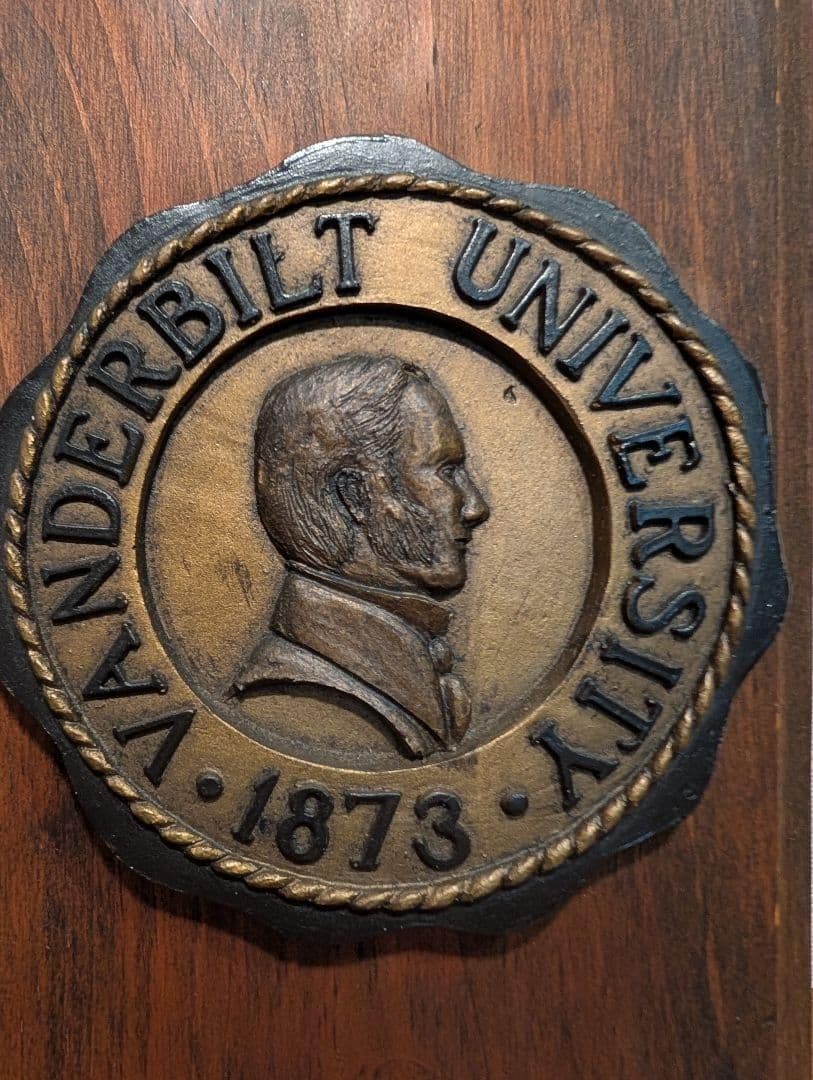 VANDERBILT UNIVERSITY
· 1873 ·